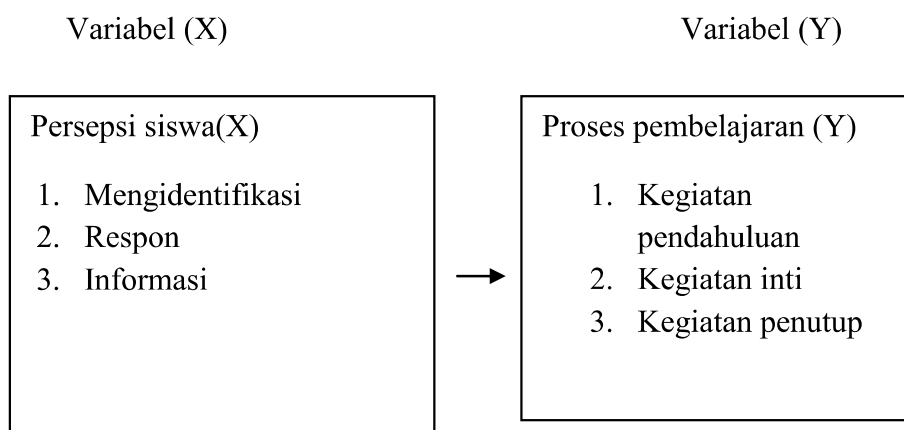 Variabel (X)
Variabel (Y)
Persepsi siswa(X)
1. Mengidentifikasi
2. Respon
3. Informasi
Proses pembelajaran (Y)
1. Kegiatan
pendahuluan
2. Kegiatan inti
3. Kegiatan penutup